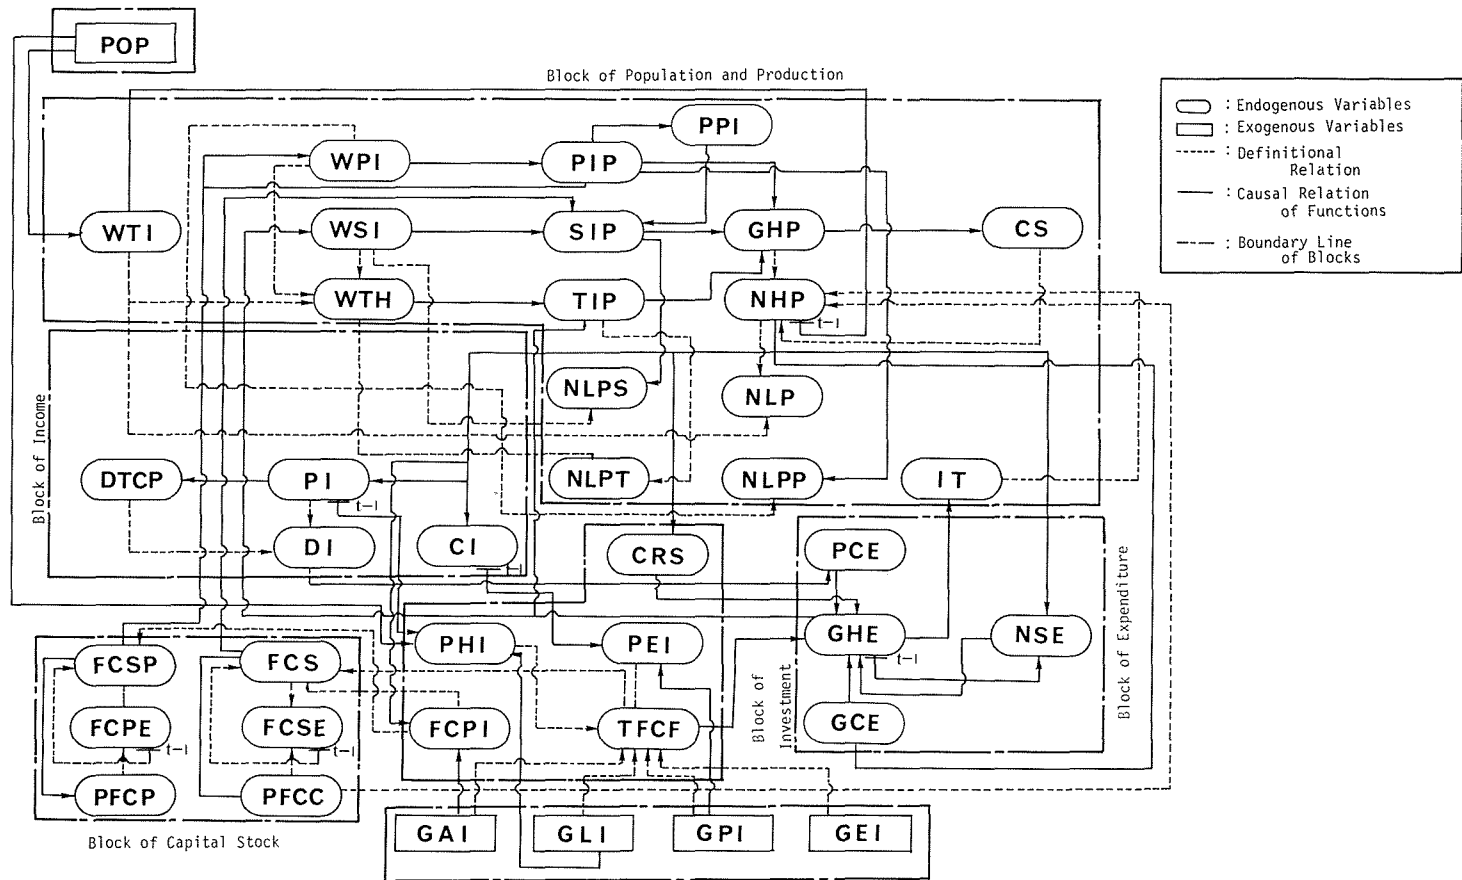 POP
Block of Population and Production
: Endogenous Variables
: Exogenous Variables
: Definitional
Relation
: Causal Relation
of Functions
: Boundary Line
of Blocks
PPI
WPI
PIP
WTI
WSI
SIP
GHP
CS
WTH
TIP
NHP
t-1
NLPS
NLP
Block of Income
DTCP
PI
t-1
NLPT
NLPP
IT
DI
CI
t-1
CRS
PCE
PHI
PEI
GHE
t-1
NSE
Block of Expenditure
FCSP
FCS
FCPE
t-1
FCSE
t-1
FCPI
TFCF
Block of
Investment
GCE
PFCP
PFCC
Block of Capital Stock
GAI
GLI
GPI
GEI